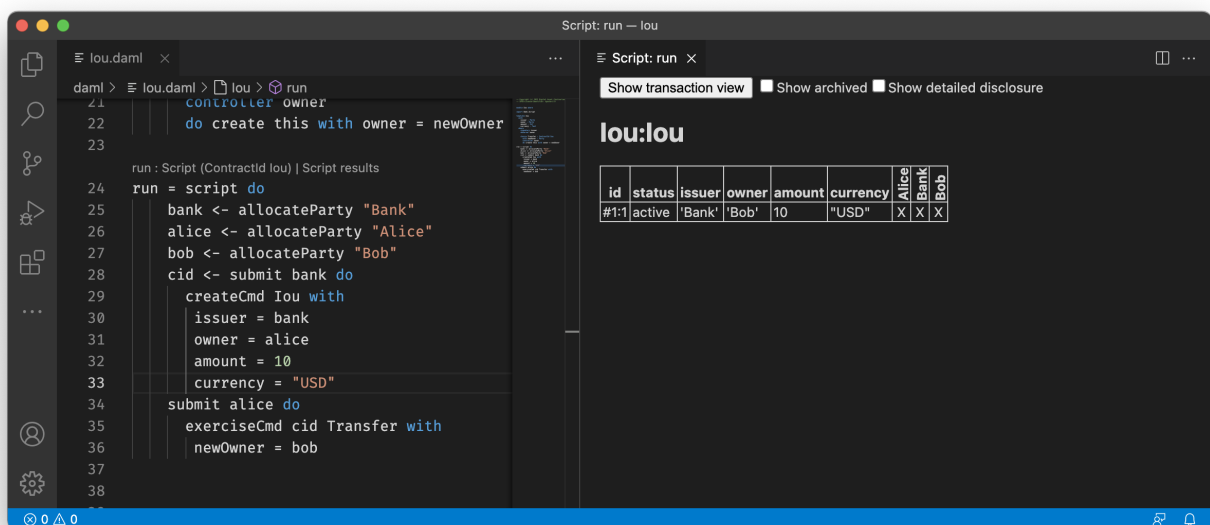 Script: run — Iou
Iou.daml
daml > Iou.daml > Iou > run
21 controller owner
22 do create this with owner = newOwner
23
run : Script (ContractId Iou) | Script results
24 run = script do
25 bank <- allocateParty "Bank"
26 alice <- allocateParty "Alice"
27 bob <- allocateParty "Bob"
28 cid <- submit bank do
29 createCmd Iou with
30 issuer = bank
31 owner = alice
32 amount = 10
33 currency = "USD"
34 submit alice do
35 exerciseCmd cid Transfer with
36 newOwner = bob
37
38
0 0
Script: run
Show transaction view Show archived Show detailed disclosure
Iou:Iou
id status issuer owner amount currency Alice Bank Bob
#1:1 active 'Bank' 'Bob' 10 "USD" X X X